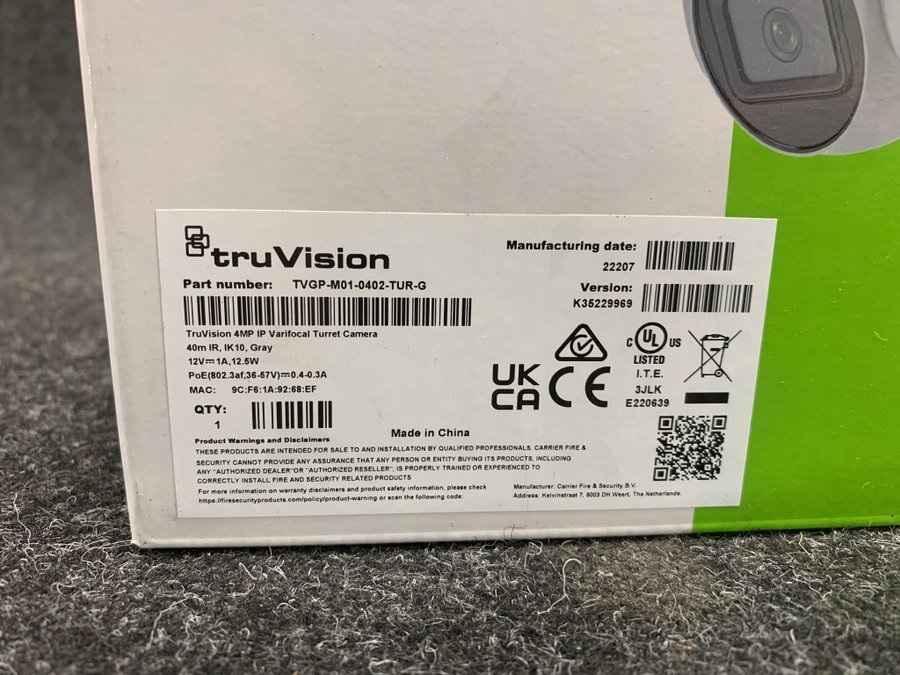 truVision
Part number: TVGP-M01-0402-TUR-G
TruVision 4MP IP Varifocal Turret Camera
40m IR, IK10, Gray
12V⎓1A,12.5W
PoE(802.3af,36-57V)⎓0.4-0.3A
MAC: 9C:F6:1A:92:68:EF
QTY:
1
Manufacturing date:
22207
Version:
K35229969
UK
CA
CE
C UL US
LISTED
I.T.E.
3JLK
E220639
Made in China
Product Warnings and Disclaimers
THESE PRODUCTS ARE INTENDED FOR SALE TO AND INSTALLATION BY QUALIFIED PROFESSIONALS. CARRIER FIRE &
SECURITY CANNOT PROVIDE ANY ASSURANCE THAT ANY PERSON OR ENTITY BUYING ITS PRODUCTS, INCLUDING
ANY "AUTHORIZED DEALER"OR "AUTHORIZED RESELLER", IS PROPERLY TRAINED OR EXPERIENCED TO
CORRECTLY INSTALL FIRE AND SECURITY RELATED PRODUCTS
For more information on warranty disclaimers and product safety information, please check
https://firesecurityproducts.com/policy/product-warning or scan the following code:
Manufacturer: Carrier Fire & Security B.V.
Address: Kelvinstraat 7, 6003 DH Weert, The Netherlands.